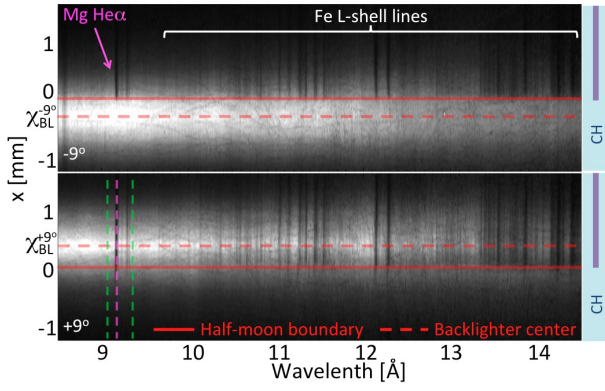 Mg Heα
Fe L-shell lines
1
0
χBL-9°
-1
-9°
CH
x [mm]
1
χBL+9°
0
-1
+9°
Half-moon boundary
Backlighter center
CH
9 10 11 12 13 14
Wavelenth [Å]